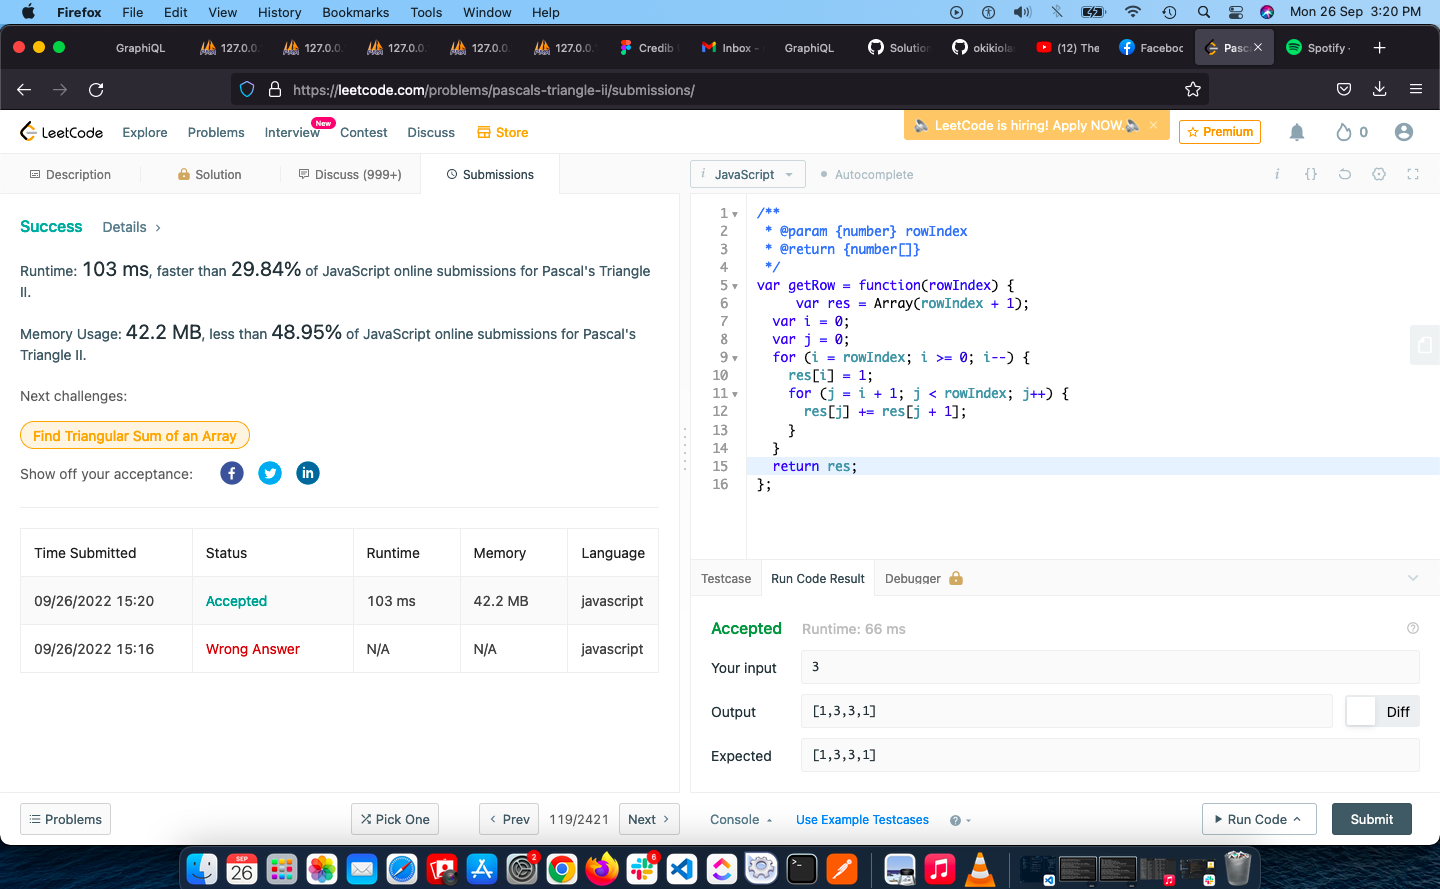 Firefox File Edit View History Bookmarks Tools Window Help Mon 26 Sep 3:20 PM
GraphiQL 127.0.0. 127.0.0. 127.0.0. 127.0.0. 127.0.0. Credib Inbox - GraphiQL Solution okikiola (12) The Faceboo Pasc Spotify ·
https://leetcode.com/problems/pascals-triangle-ii/submissions/
LeetCode Explore Problems Interview New Contest Discuss Store LeetCode is hiring! Apply NOW. Premium 0
Description Solution Discuss (999+) Submissions
i JavaScript Autocomplete i {}
Success Details
Runtime: 103 ms, faster than 29.84% of JavaScript online submissions for Pascal's Triangle
II.
Memory Usage: 42.2 MB, less than 48.95% of JavaScript online submissions for Pascal's
Triangle II.
Next challenges:
Find Triangular Sum of an Array
Show off your acceptance: f in
Time Submitted Status Runtime Memory Language
09/26/2022 15:20 Accepted 103 ms 42.2 MB javascript
09/26/2022 15:16 Wrong Answer N/A N/A javascript
1 /**
2 * @param {number} rowIndex
3 * @return {number[]}
4 */
5 var getRow = function(rowIndex) {
6 var res = Array(rowIndex + 1);
7 var i = 0;
8 var j = 0;
9 for (i = rowIndex; i >= 0; i--) {
10 res[i] = 1;
11 for (j = i + 1; j < rowIndex; j++) {
12 res[j] += res[j + 1];
13 }
14 }
15 return res;
16 };
Testcase Run Code Result Debugger
Accepted Runtime: 66 ms
Your input 3
Output [1,3,3,1] Diff
Expected [1,3,3,1]
Problems Pick One Prev 119/2421 Next Console Use Example Testcases Run Code Submit
SEP 26 2 6